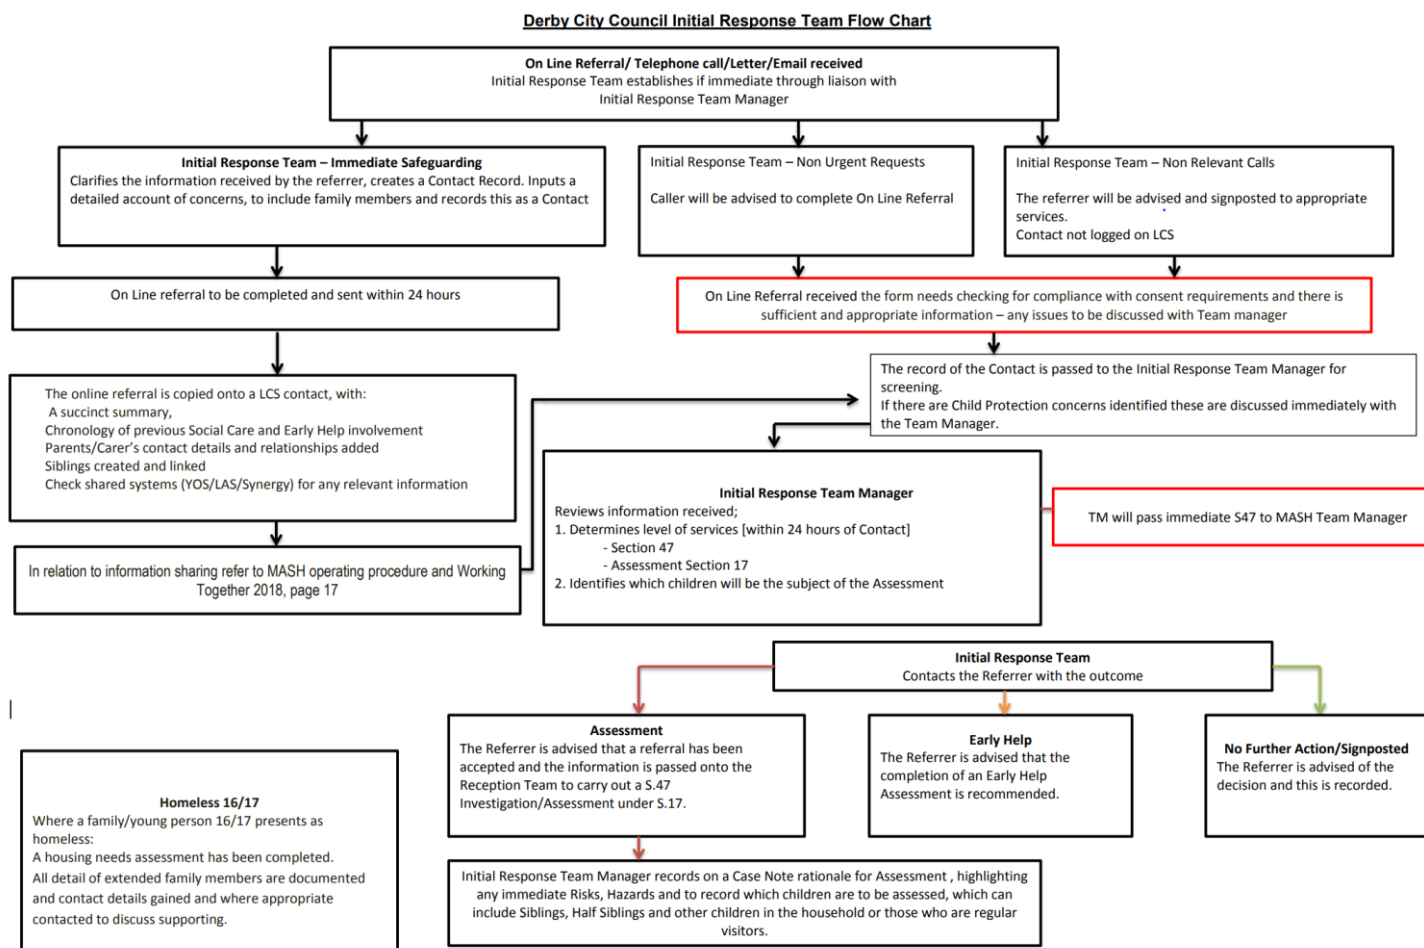 Derby City Council Initial Response Team Flow Chart
On Line Referral/ Telephone call/Letter/Email received
Initial Response Team establishes if immediate through liaison with
Initial Response Team Manager
Initial Response Team – Immediate Safeguarding
Clarifies the information received by the referrer, creates a Contact Record. Inputs a
detailed account of concerns, to include family members and records this as a Contact
Initial Response Team – Non Urgent Requests
Caller will be advised to complete On Line Referral
Initial Response Team – Non Relevant Calls
The referrer will be advised and signposted to appropriate
services.
Contact not logged on LCS
On Line referral to be completed and sent within 24 hours
On Line Referral received the form needs checking for compliance with consent requirements and there is
sufficient and appropriate information – any issues to be discussed with Team manager
The online referral is copied onto a LCS contact, with:
A succinct summary,
Chronology of previous Social Care and Early Help involvement
Parents/Carer's contact details and relationships added
Siblings created and linked
Check shared systems (YOS/LAS/Synergy) for any relevant information
The record of the Contact is passed to the Initial Response Team Manager for
screening.
If there are Child Protection concerns identified these are discussed immediately with
the Team Manager.
In relation to information sharing refer to MASH operating procedure and Working
Together 2018, page 17
Initial Response Team Manager
Reviews information received;
1. Determines level of services [within 24 hours of Contact]
- Section 47
- Assessment Section 17
2. Identifies which children will be the subject of the Assessment
TM will pass immediate S47 to MASH Team Manager
Initial Response Team
Contacts the Referrer with the outcome
Assessment
The Referrer is advised that a referral has been
accepted and the information is passed onto the
Reception Team to carry out a S.47
Investigation/Assessment under S.17.
Early Help
The Referrer is advised that the
completion of an Early Help
Assessment is recommended.
No Further Action/Signposted
The Referrer is advised of the
decision and this is recorded.
Homeless 16/17
Where a family/young person 16/17 presents as
homeless:
A housing needs assessment has been completed.
All detail of extended family members are documented
and contact details gained and where appropriate
contacted to discuss supporting.
Initial Response Team Manager records on a Case Note rationale for Assessment , highlighting
any immediate Risks, Hazards and to record which children are to be assessed, which can
include Siblings, Half Siblings and other children in the household or those who are regular
visitors.